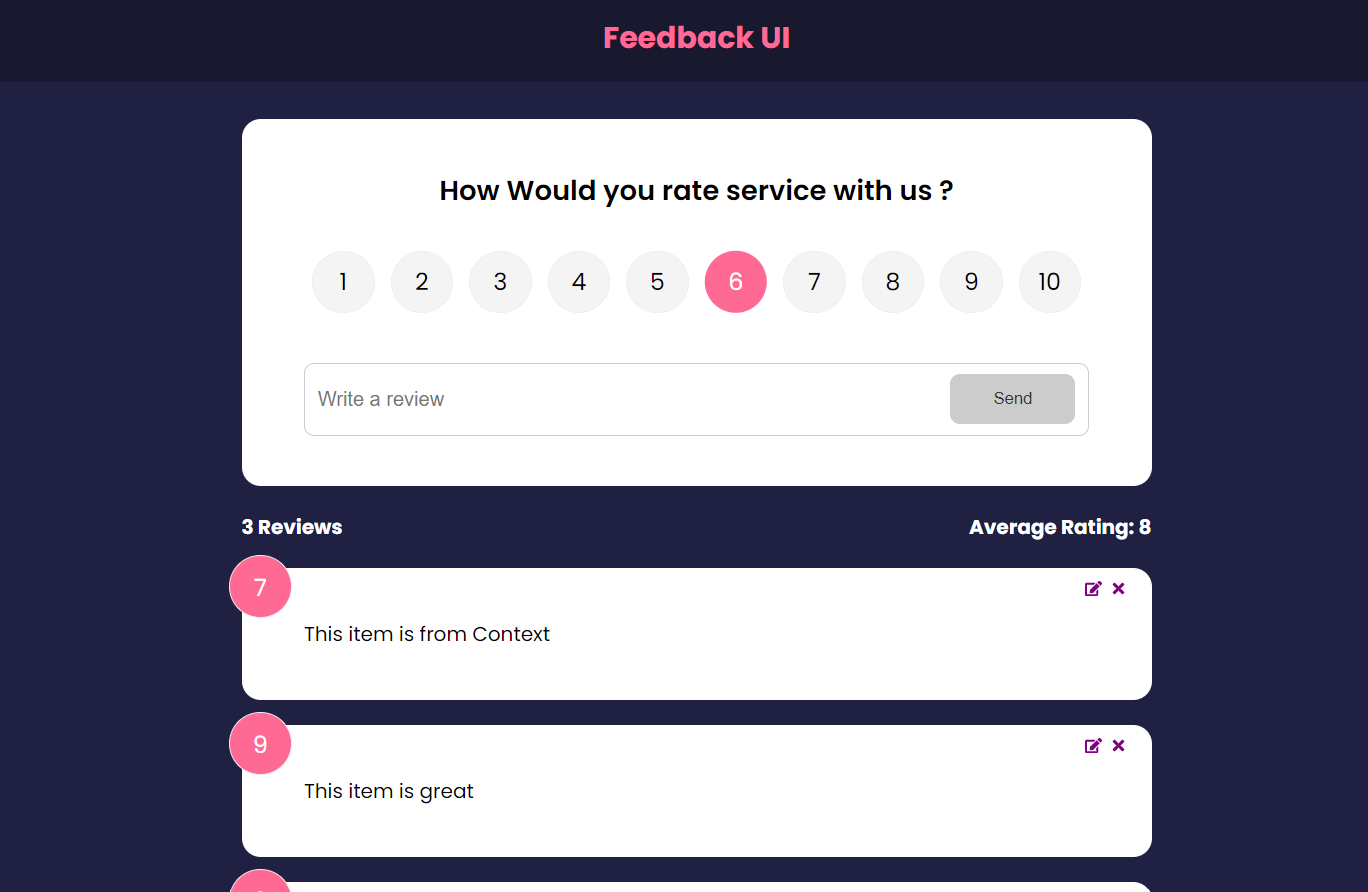 Feedback UI
How Would you rate service with us ?
1 2 3 4 5 6 7 8 9 10
Write a review Send
3 Reviews Average Rating: 8
7
This item is from Context
9
This item is great